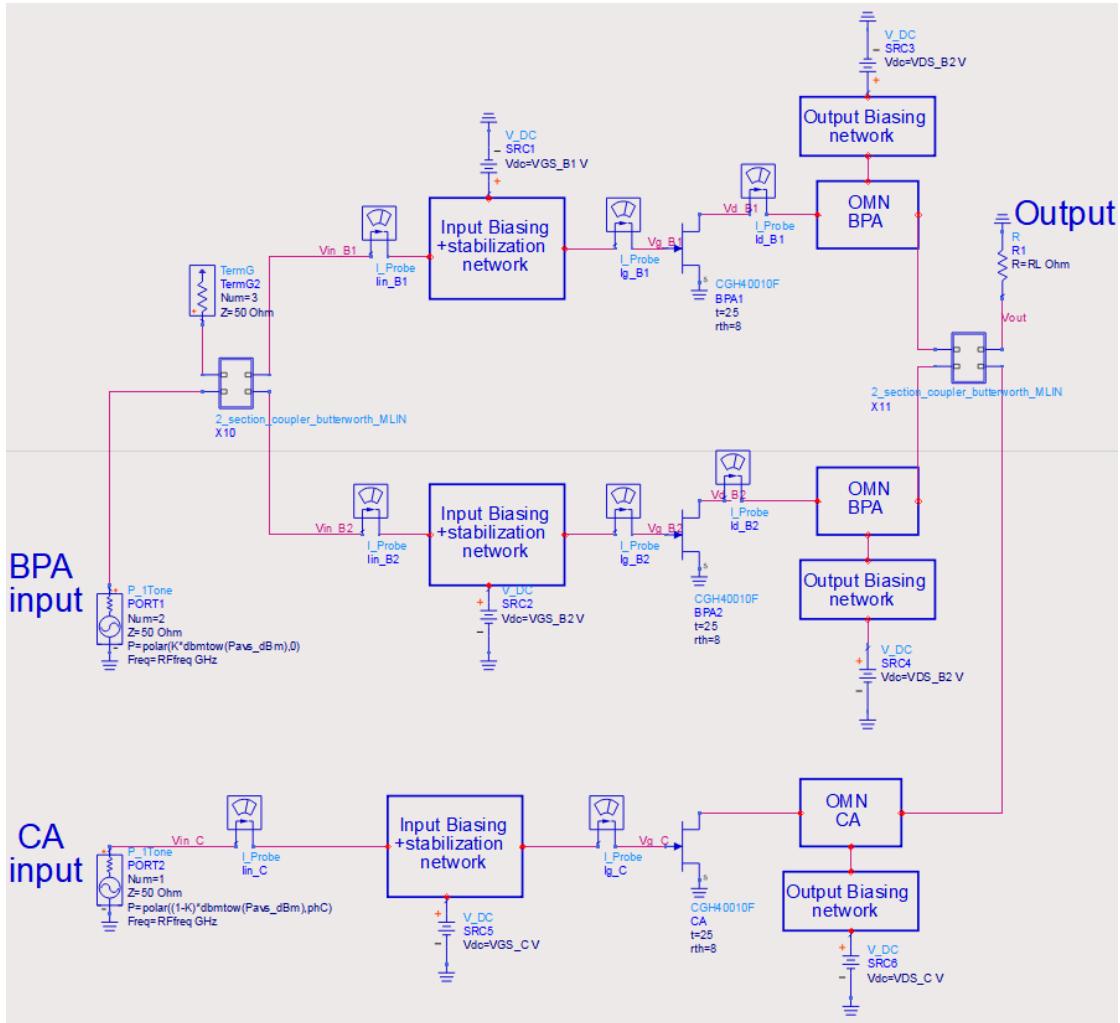 V_DC
SRC3
Vdc=VDS_B2 V
Output Biasing
network
V_DC
SRC1
Vdc=VGS_B1 V
Vin_B1
I_Probe
Iin_B1
Input Biasing
+stabilization
network
I_Probe
Ig_B1
Vg_B1
Vd_B1
I_Probe
Id_B1
OMN
BPA
CGH40010F
BPA1
t=25
rth=8
Output
R
R1
R=RL Ohm
Vout
TermG
TermG2
Num=3
Z=50 Ohm
2_section_coupler_butterworth_MLIN
X10
2_section_coupler_butterworth_MLIN
X11
Vin_B2
I_Probe
Iin_B2
Input Biasing
+stabilization
network
V_DC
SRC2
Vdc=VGS_B2 V
I_Probe
Ig_B2
Vg_B2
Vd_B2
I_Probe
Id_B2
OMN
BPA
CGH40010F
BPA2
t=25
rth=8
Output Biasing
network
V_DC
SRC4
Vdc=VDS_B2 V
BPA
input
P_1Tone
PORT1
Num=2
Z=50 Ohm
P=polar(K*dbmtow(Pavs_dBm),0)
Freq=RFfreq GHz
CA
input
P_1Tone
PORT2
Num=1
Z=50 Ohm
P=polar((1-K)*dbmtow(Pavs_dBm),phC)
Freq=RFfreq GHz
Vin_C
I_Probe
Iin_C
Input Biasing
+stabilization
network
V_DC
SRC5
Vdc=VGS_C V
I_Probe
Ig_C
Vg_C
CGH40010F
CA
t=25
rth=8
OMN
CA
Output Biasing
network
V_DC
SRC6
Vdc=VDS_C V